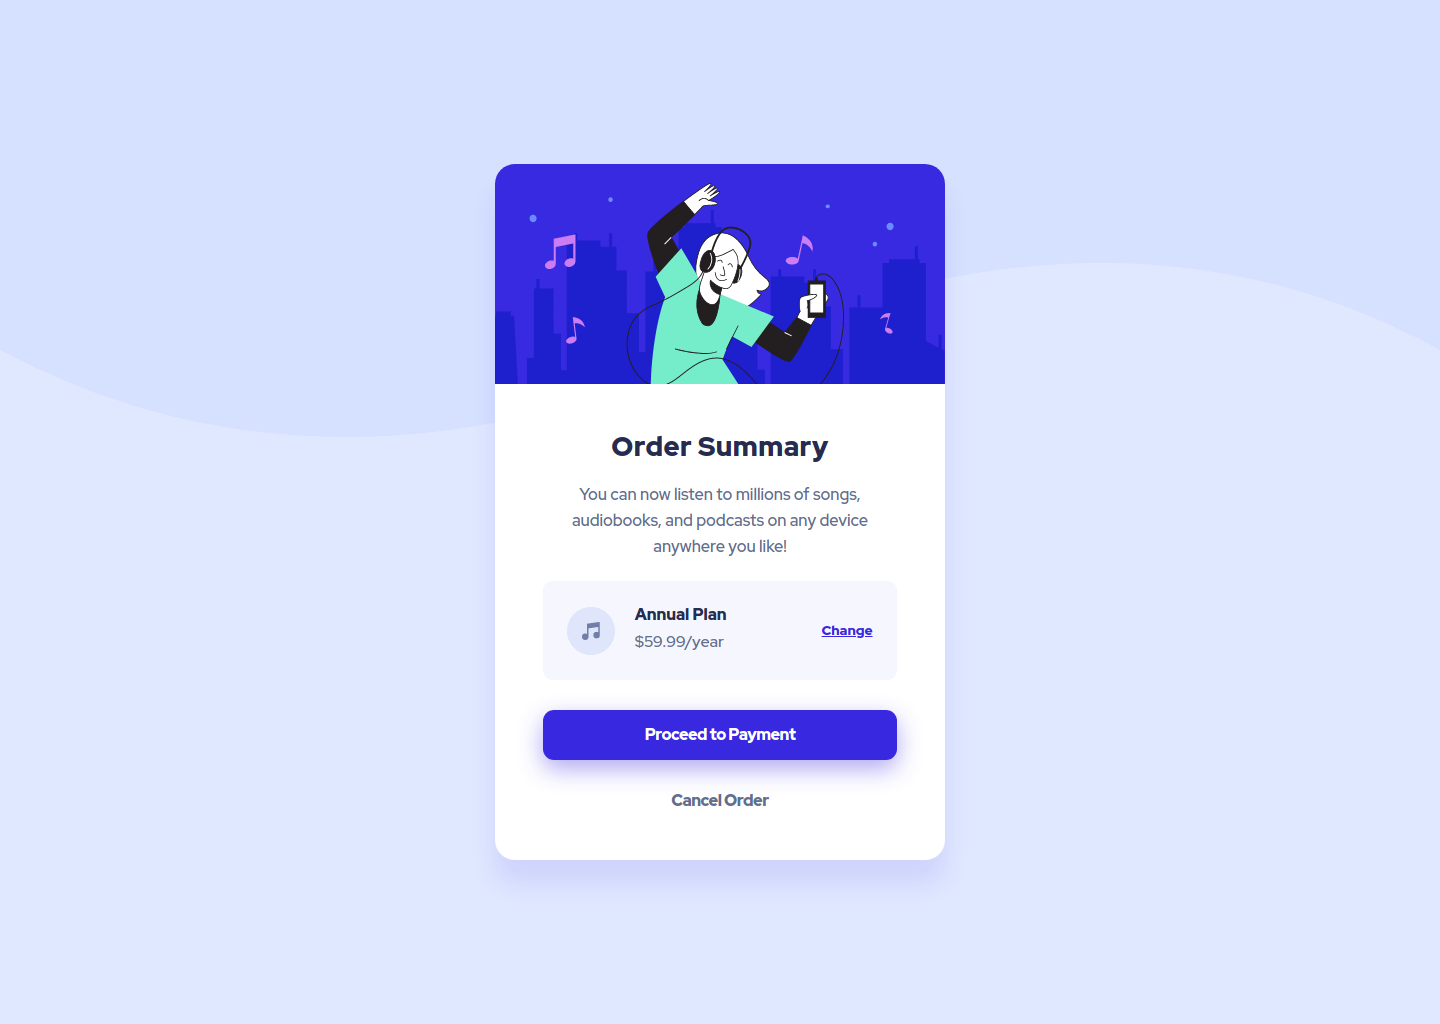 Order Summary
You can now listen to millions of songs,
audiobooks, and podcasts on any device
anywhere you like!
Annual Plan
$59.99/year
Change
Proceed to Payment
Cancel Order